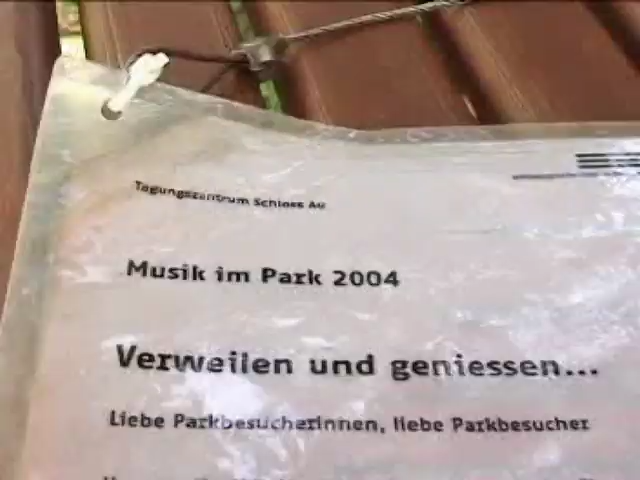 Tagungszentrum Schloss Au
Musik im Park 2004
Verweilen und geniessen...
Liebe ParkbesucherInnen, liebe Parkbesucher